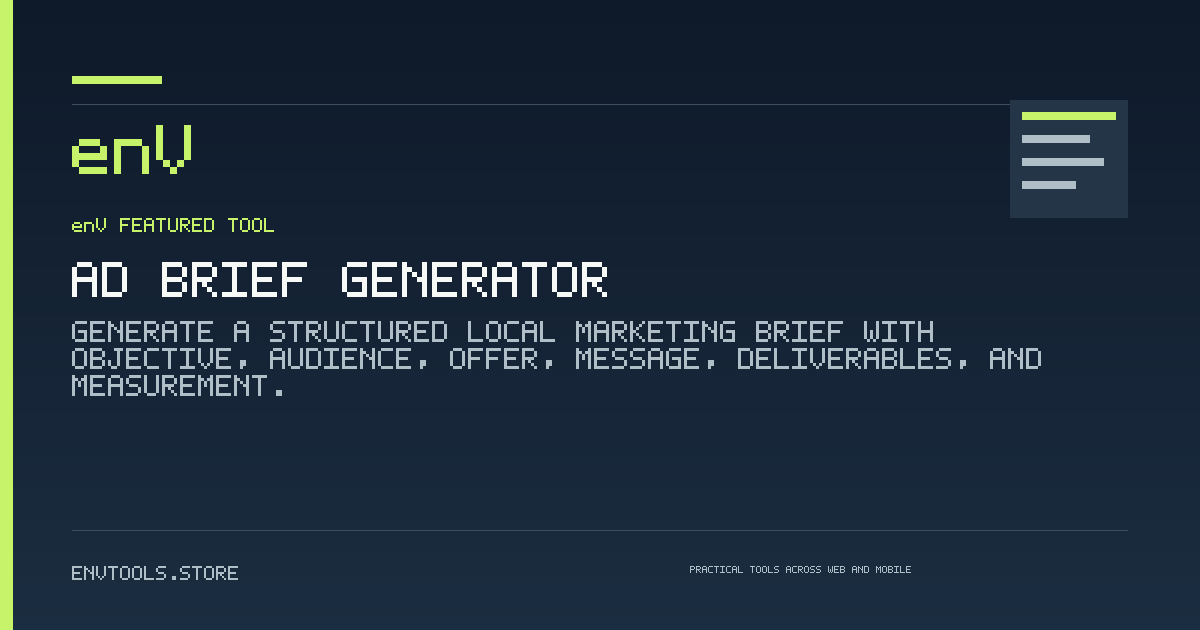 enV
enV FEATURED TOOL
AD BRIEF GENERATOR
GENERATE A STRUCTURED LOCAL MARKETING BRIEF WITH
OBJECTIVE, AUDIENCE, OFFER, MESSAGE, DELIVERABLES, AND
MEASUREMENT.
ENVTOOLS.STORE
PRACTICAL TOOLS ACROSS WEB AND MOBILE